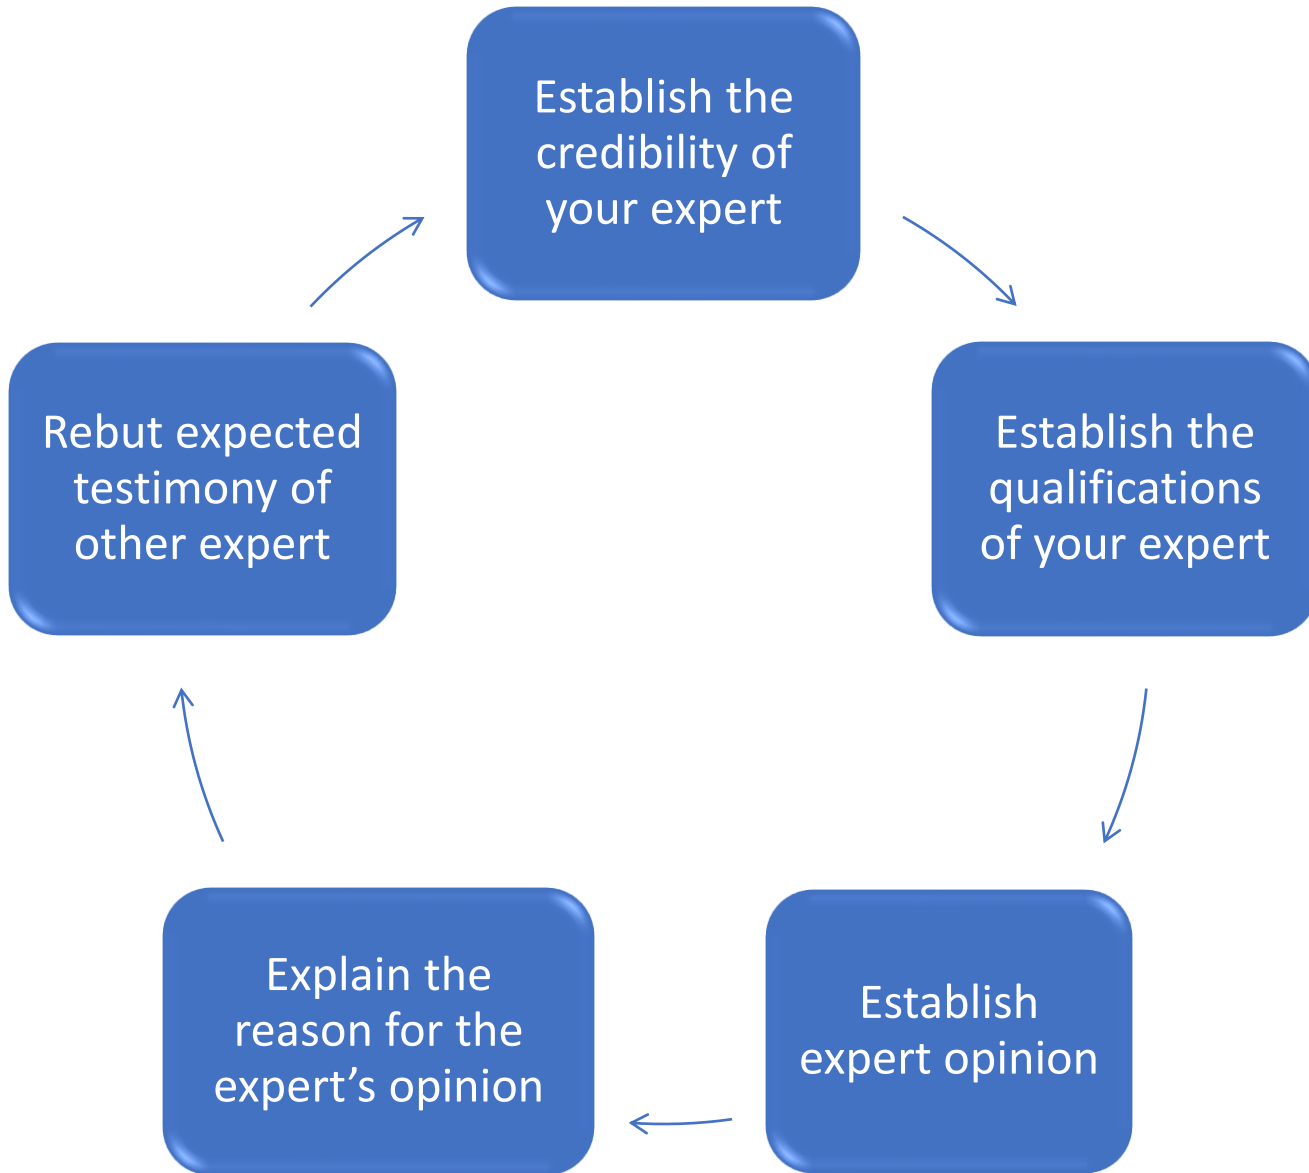 Establish the
credibility of
your expert
Establish the
qualifications
of your expert
Establish
expert opinion
Explain the
reason for the
expert’s opinion
Rebut expected
testimony of
other expert